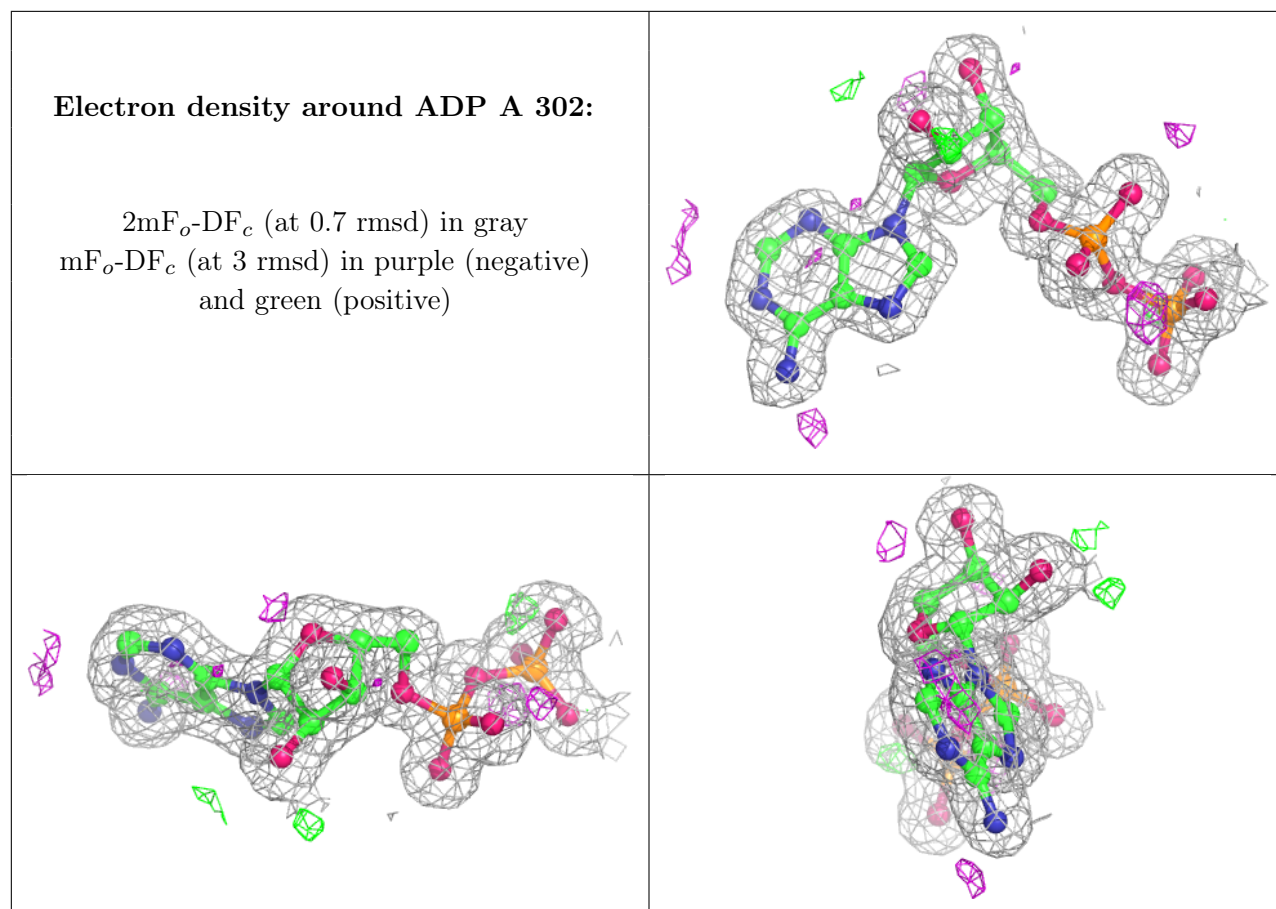 Electron density around ADP A 302:
2mFo-DFc (at 0.7 rmsd) in gray
mFo-DFc (at 3 rmsd) in purple (negative)
and green (positive)